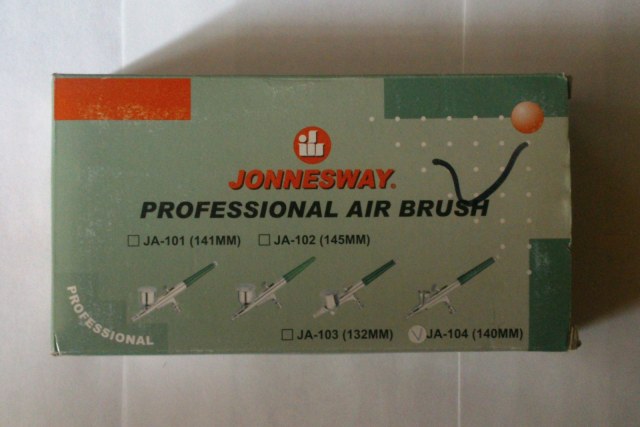 JONNESWAY®
PROFESSIONAL AIR BRUSH
JA-101 (141MM) JA-102 (145MM)
JA-103 (132MM) JA-104 (140MM)
PROFESSIONAL